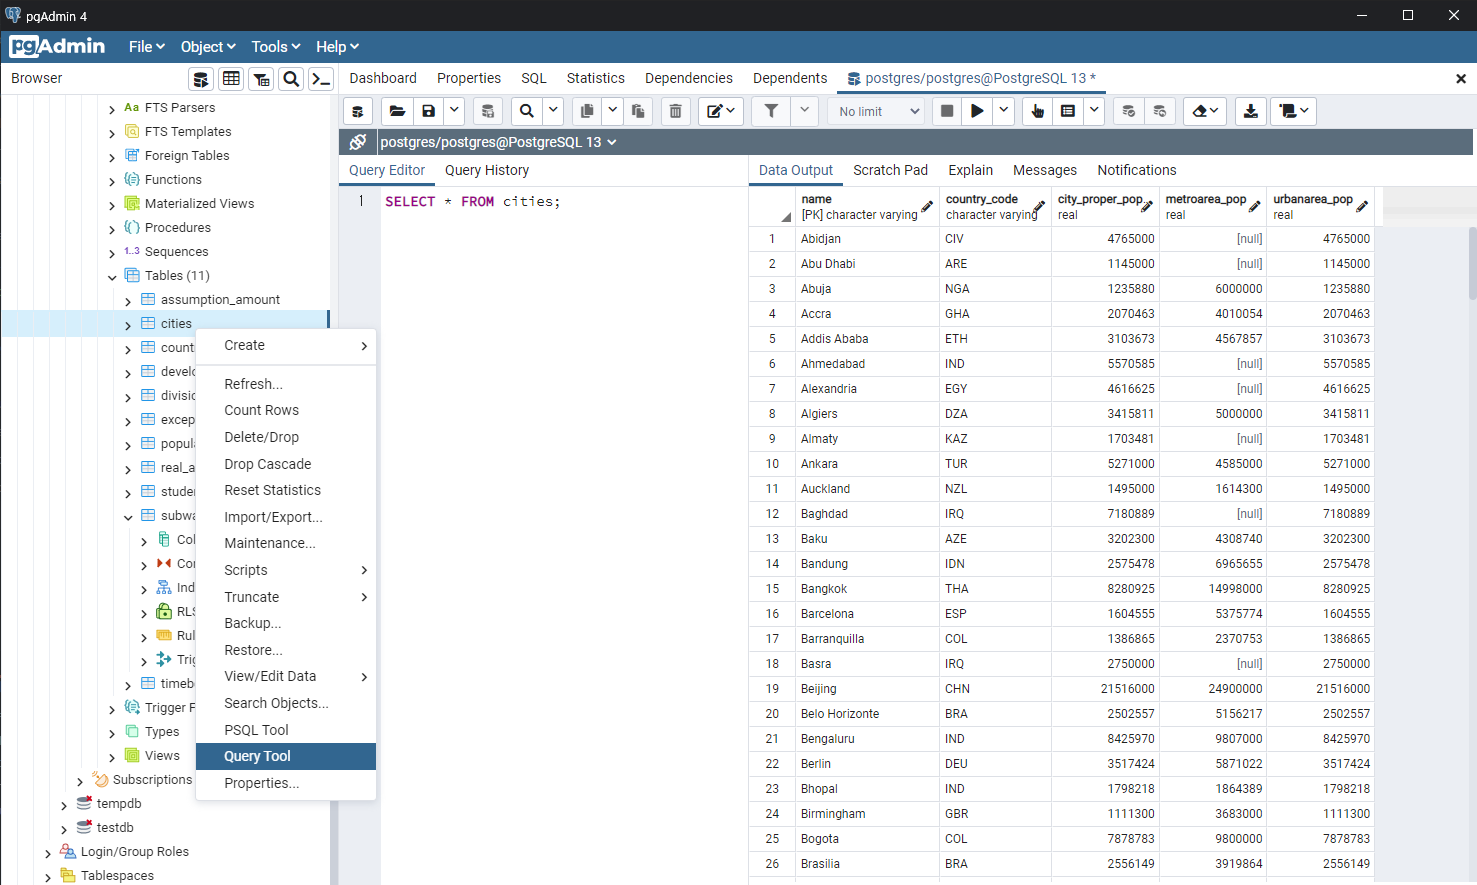 pgAdmin 4
pgAdmin File Object Tools Help
Browser
Dashboard Properties SQL Statistics Dependencies Dependents postgres/postgres@PostgreSQL 13 *
No limit
postgres/postgres@PostgreSQL 13
Query Editor Query History
Data Output Scratch Pad Explain Messages Notifications
FTS Parsers
FTS Templates
Foreign Tables
Functions
Materialized Views
Procedures
1..3 Sequences
Tables (11)
assumption_amount
cities
count
develo
divisio
excep
popula
real_a
studen
subwa
Col
Con
Ind
RLS
Rul
Trig
timeb
Trigger F
Types
Views
Subscriptions
tempdb
testdb
Login/Group Roles
Tablespaces
Create
Refresh...
Count Rows
Delete/Drop
Drop Cascade
Reset Statistics
Import/Export...
Maintenance...
Scripts
Truncate
Backup...
Restore...
View/Edit Data
Search Objects...
PSQL Tool
Query Tool
Properties...
1 SELECT * FROM cities;
name country_code city_proper_pop metroarea_pop urbanarea_pop
[PK] character varying character varying real real real
1 Abidjan CIV 4765000 [null] 4765000
2 Abu Dhabi ARE 1145000 [null] 1145000
3 Abuja NGA 1235880 6000000 1235880
4 Accra GHA 2070463 4010054 2070463
5 Addis Ababa ETH 3103673 4567857 3103673
6 Ahmedabad IND 5570585 [null] 5570585
7 Alexandria EGY 4616625 [null] 4616625
8 Algiers DZA 3415811 5000000 3415811
9 Almaty KAZ 1703481 [null] 1703481
10 Ankara TUR 5271000 4585000 5271000
11 Auckland NZL 1495000 1614300 1495000
12 Baghdad IRQ 7180889 [null] 7180889
13 Baku AZE 3202300 4308740 3202300
14 Bandung IDN 2575478 6965655 2575478
15 Bangkok THA 8280925 14998000 8280925
16 Barcelona ESP 1604555 5375774 1604555
17 Barranquilla COL 1386865 2370753 1386865
18 Basra IRQ 2750000 [null] 2750000
19 Beijing CHN 21516000 24900000 21516000
20 Belo Horizonte BRA 2502557 5156217 2502557
21 Bengaluru IND 8425970 9807000 8425970
22 Berlin DEU 3517424 5871022 3517424
23 Bhopal IND 1798218 1864389 1798218
24 Birmingham GBR 1111300 3683000 1111300
25 Bogota COL 7878783 9800000 7878783
26 Brasilia BRA 2556149 3919864 2556149